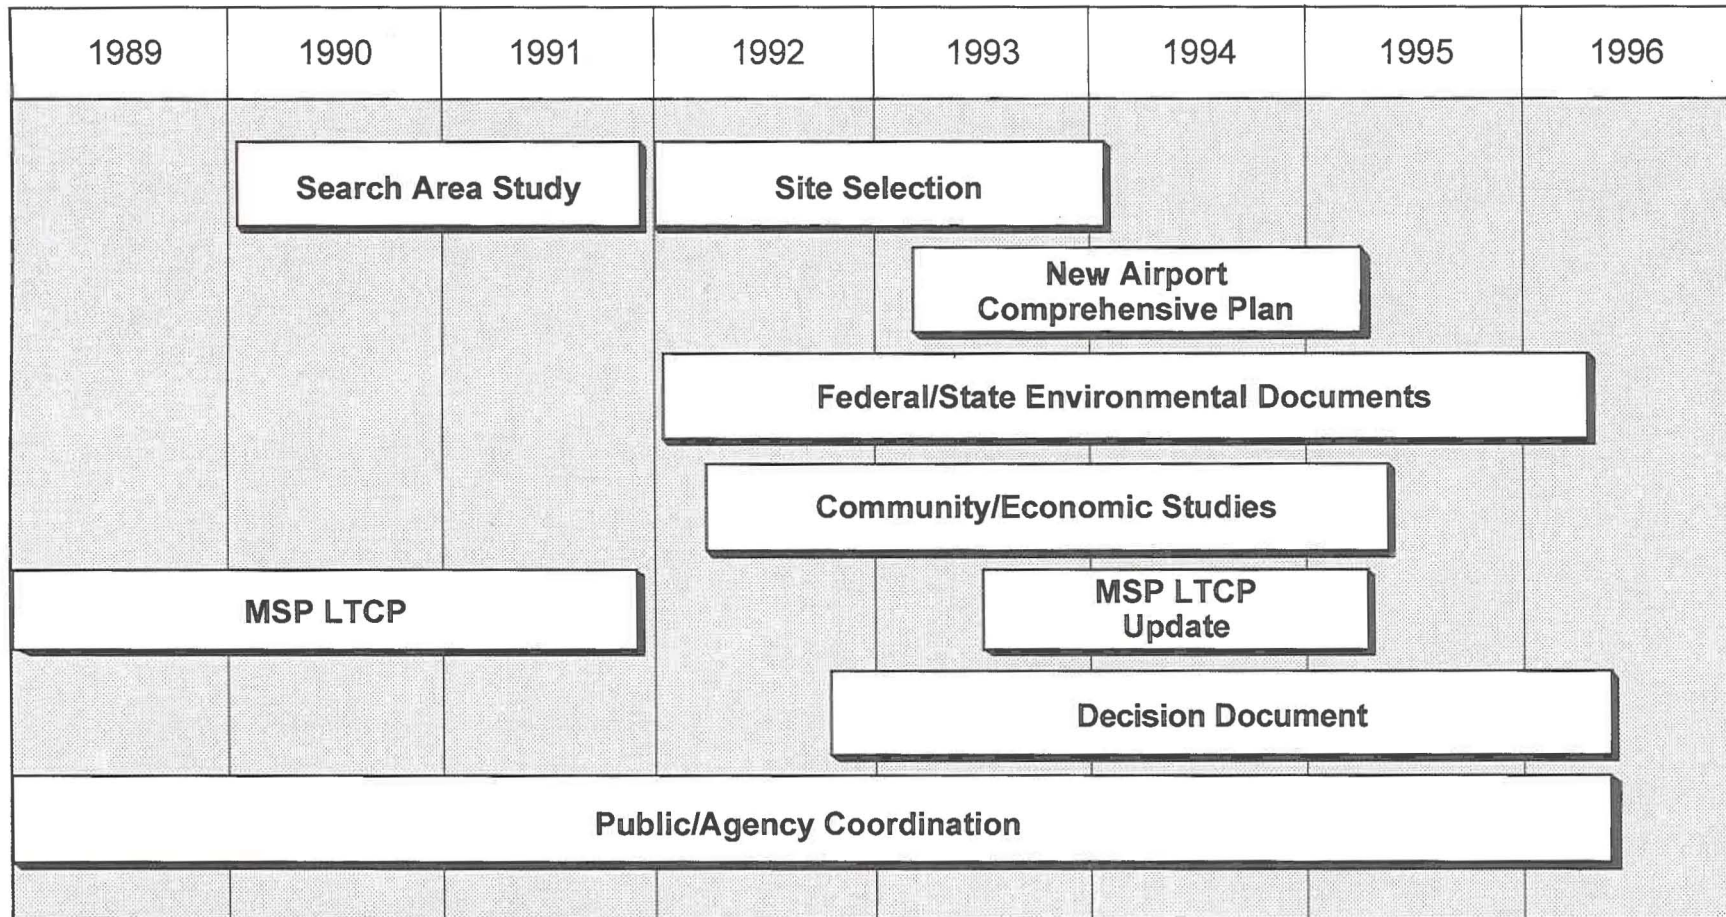 1989 1990 1991 1992 1993 1994 1995 1996
Search Area Study
Site Selection
New Airport
Comprehensive Plan
Federal/State Environmental Documents
Community/Economic Studies
MSP LTCP
MSP LTCP
Update
Decision Document
Public/Agency Coordination